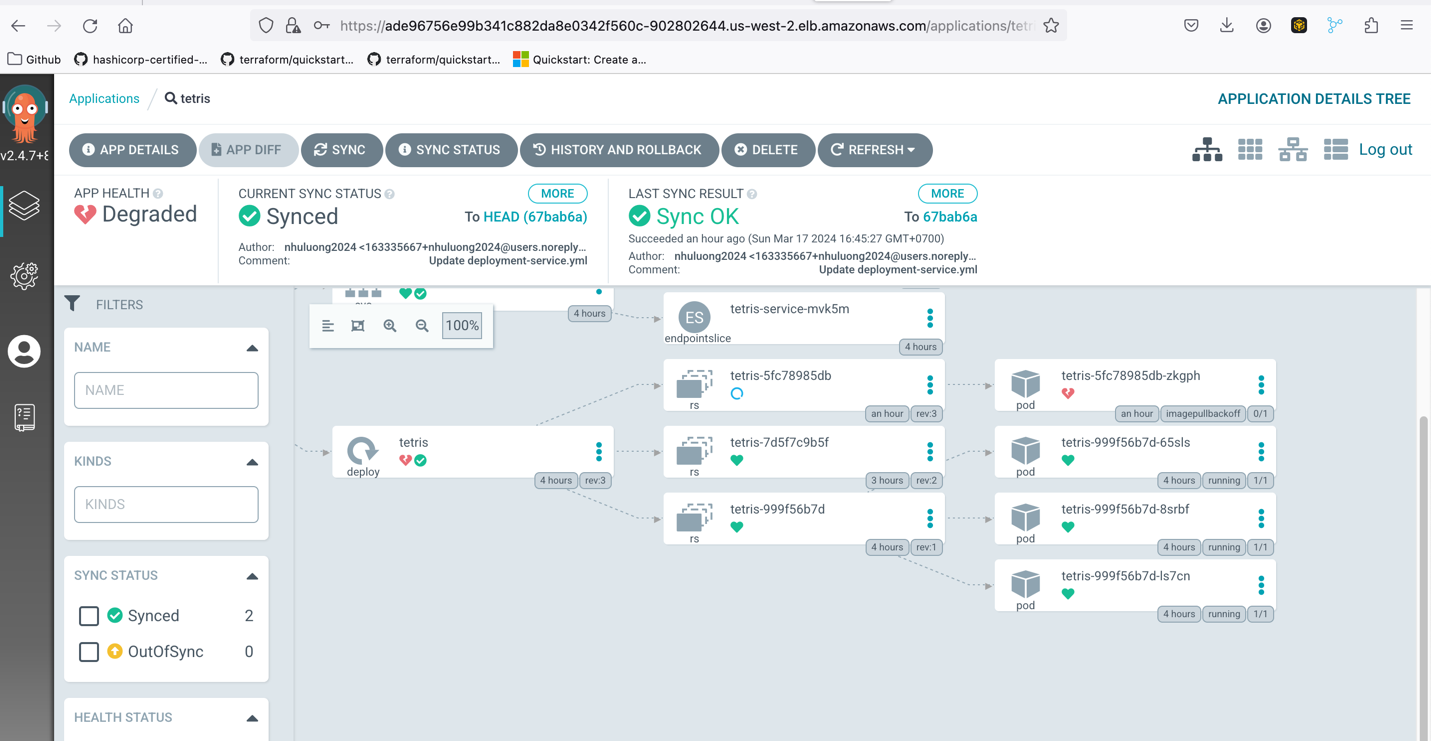 https://ade96756e99b341c882da8e0342f560c-902802644.us-west-2.elb.amazonaws.com/applications/tetri
Github
hashicorp-certified-...
terraform/quickstart...
terraform/quickstart...
Quickstart: Create a...
v2.4.7+8
Applications
tetris
APPLICATION DETAILS TREE
APP DETAILS
APP DIFF
SYNC
SYNC STATUS
HISTORY AND ROLLBACK
DELETE
REFRESH
Log out
APP HEALTH
Degraded
CURRENT SYNC STATUS
MORE
Synced
To HEAD (67bab6a)
Author: nhuluong2024 <163335667+nhuluong2024@users.noreply...
Comment: Update deployment-service.yml
LAST SYNC RESULT
MORE
Sync OK
To 67bab6a
Succeeded an hour ago (Sun Mar 17 2024 16:45:27 GMT+0700)
Author: nhuluong2024 <163335667+nhuluong2024@users.noreply...
Comment: Update deployment-service.yml
FILTERS
NAME
NAME
KINDS
KINDS
SYNC STATUS
Synced 2
OutOfSync 0
HEALTH STATUS
4 hours
100%
ES
endpointslice
tetris-service-mvk5m
4 hours
deploy
tetris
4 hours
rev:3
rs
tetris-5fc78985db
an hour
rev:3
rs
tetris-7d5f7c9b5f
3 hours
rev:2
rs
tetris-999f56b7d
4 hours
rev:1
pod
tetris-5fc78985db-zkgph
an hour
imagepullbackoff
0/1
pod
tetris-999f56b7d-65sls
4 hours
running
1/1
pod
tetris-999f56b7d-8srbf
4 hours
running
1/1
pod
tetris-999f56b7d-ls7cn
4 hours
running
1/1